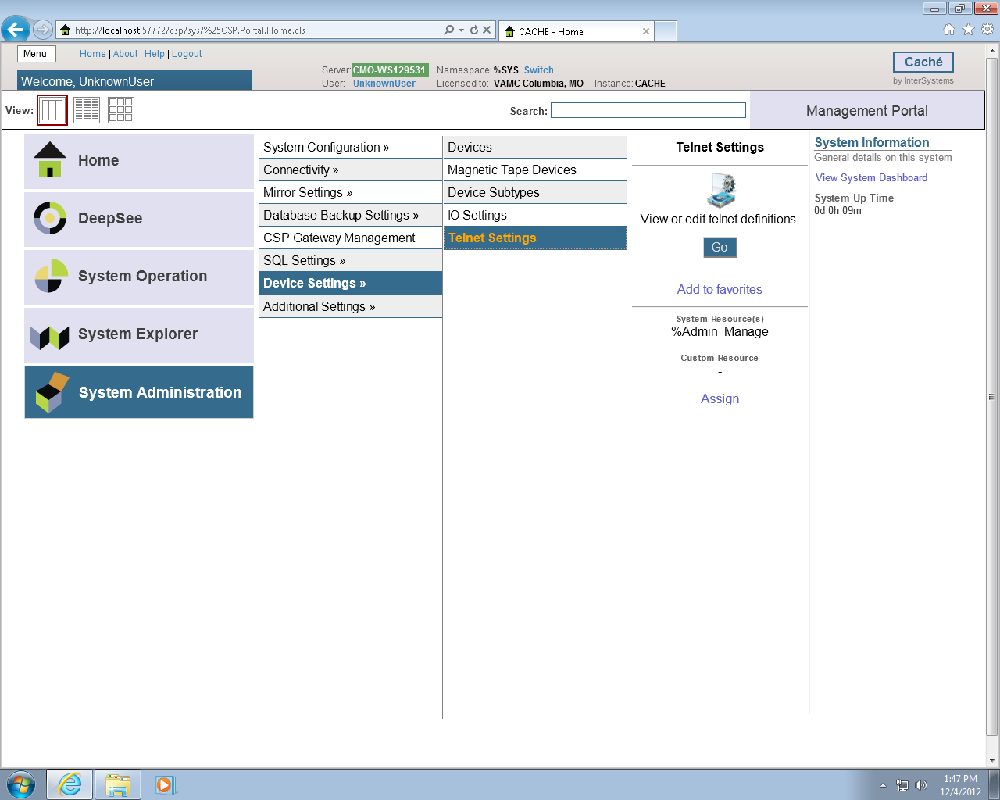 http://localhost:57772/csp/sys/%25CSP.Portal.Home.cls
CACHE - Home
Menu
Home | About | Help | Logout
Server: CMO-WS129531 Namespace: %SYS Switch
User: UnknownUser Licensed to: VAMC Columbia, MO Instance: CACHE
Welcome, UnknownUser
Caché
by InterSystems
View:
Search:
Management Portal
Home
DeepSee
System Operation
System Explorer
System Administration
System Configuration »
Connectivity »
Mirror Settings »
Database Backup Settings »
CSP Gateway Management
SQL Settings »
Device Settings »
Additional Settings »
Devices
Magnetic Tape Devices
Device Subtypes
IO Settings
Telnet Settings
Telnet Settings
View or edit telnet definitions.
Go
Add to favorites
System Resource(s)
%Admin_Manage
Custom Resource
-
Assign
System Information
General details on this system
View System Dashboard
System Up Time
0d 0h 09m
1:47 PM
12/4/2012